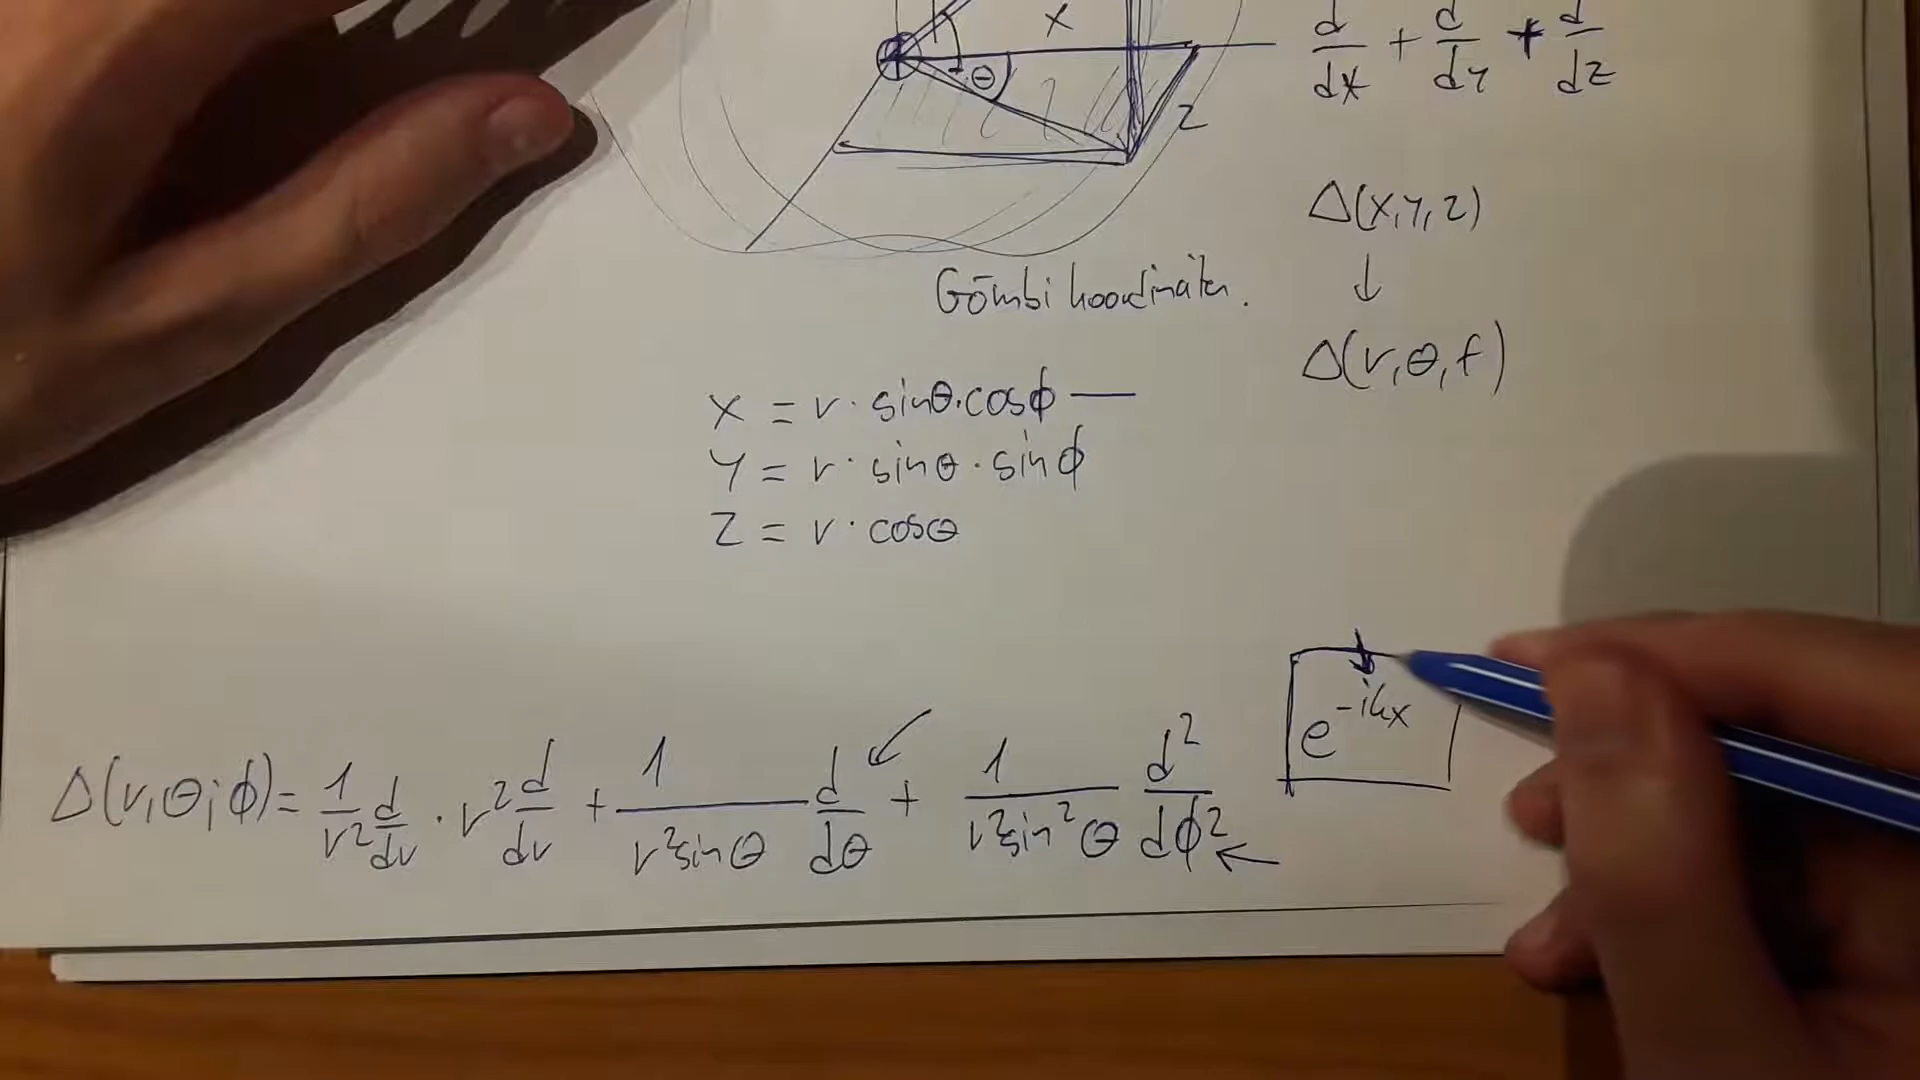 x
d/dx + d/dy + d/dz
θ
z
Δ(x,y,z)
↓
Gömbi koordináta.
Δ(r,θ,f)
x = r · sinθ·cosϕ —
y = r · sinθ · sinϕ
z = r · cosθ
e^-ikx
Δ(r,θ;ϕ)= 1/r² d/dr · r² d/dr + 1/r²sinθ d/dθ + 1/r²sin²θ d²/dϕ² ←